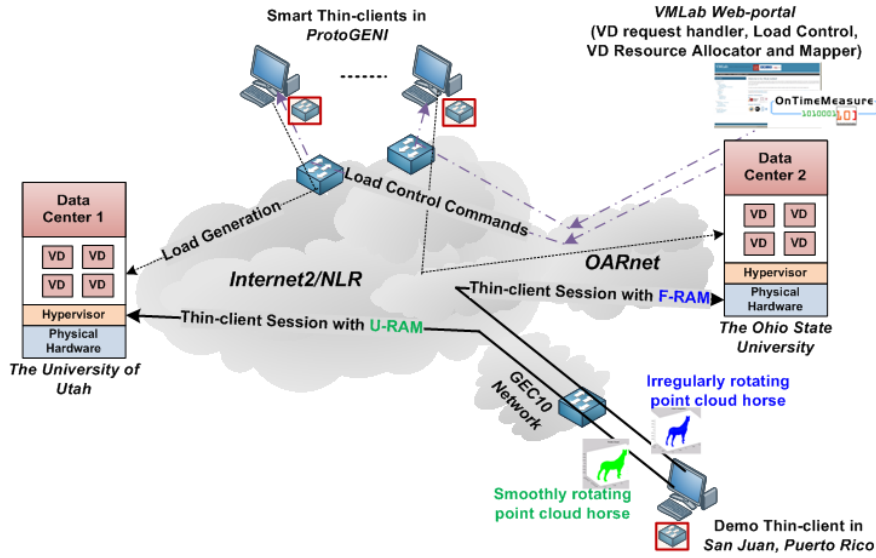 Smart Thin-clients in
ProtoGENI
VMLab Web-portal
(VD request handler, Load Control,
VD Resource Allocator and Mapper)
OnTimeMeasure
Data
Center 1
VD VD
VD VD
Hypervisor
Physical
Hardware
The University of
Utah
Load Generation
Load Control Commands
Internet2/NLR
OARnet
Thin-client Session with F-RAM
Thin-client Session with U-RAM
Data
Center 2
VD VD
VD VD
Hypervisor
Physical
Hardware
The Ohio State
University
GEC10
Network
Irregularly rotating
point cloud horse
Smoothly rotating
point cloud horse
Demo Thin-client in
San Juan, Puerto Rico